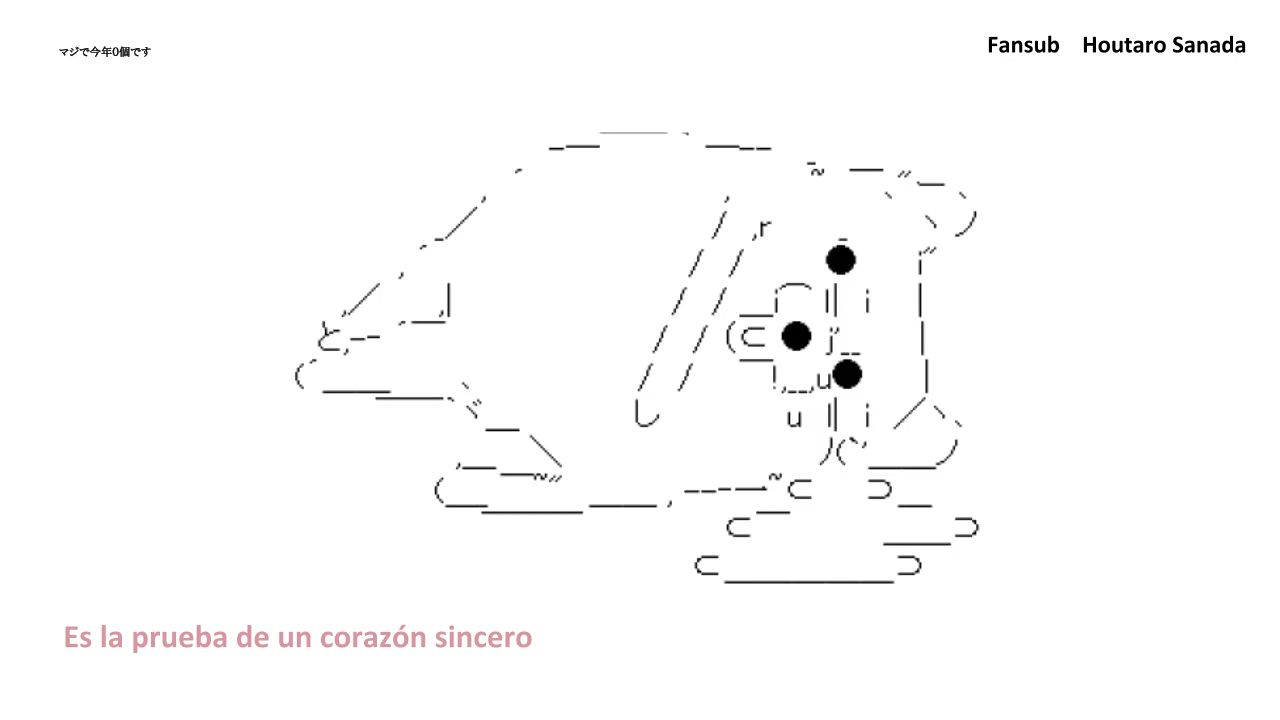 マジで今年0個です
Fansub Houtaro Sanada
Es la prueba de un corazón sincero